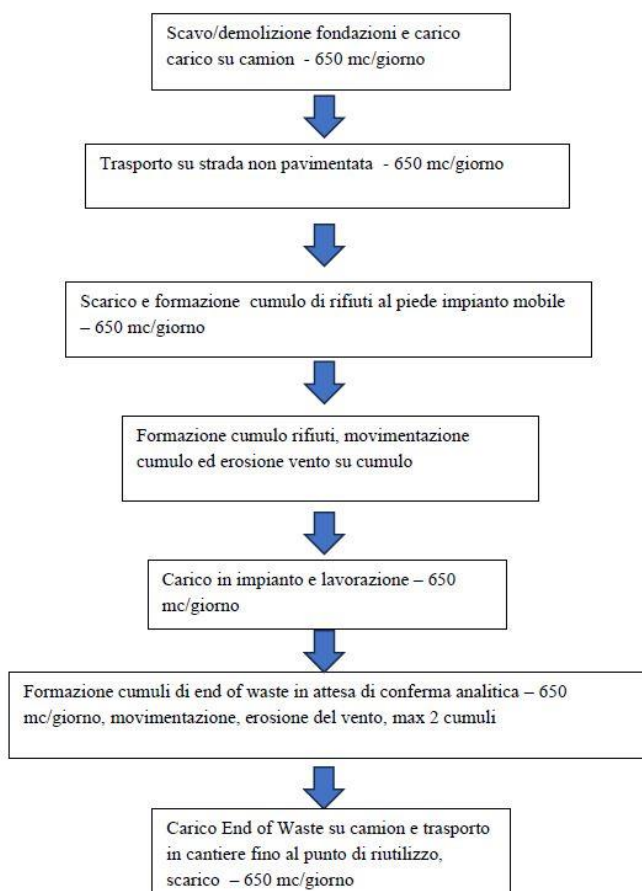 Scavo/demolizione fondazioni e carico
carico su camion - 650 mc/giorno
Trasporto su strada non pavimentata - 650 mc/giorno
Scarico e formazione cumulo di rifiuti al piede impianto mobile
– 650 mc/giorno
Formazione cumulo rifiuti, movimentazione
cumulo ed erosione vento su cumulo
Carico in impianto e lavorazione – 650
mc/giorno
Formazione cumuli di end of waste in attesa di conferma analitica – 650
mc/giorno, movimentazione, erosione del vento, max 2 cumuli
Carico End of Waste su camion e trasporto
in cantiere fino al punto di riutilizzo,
scarico – 650 mc/giorno